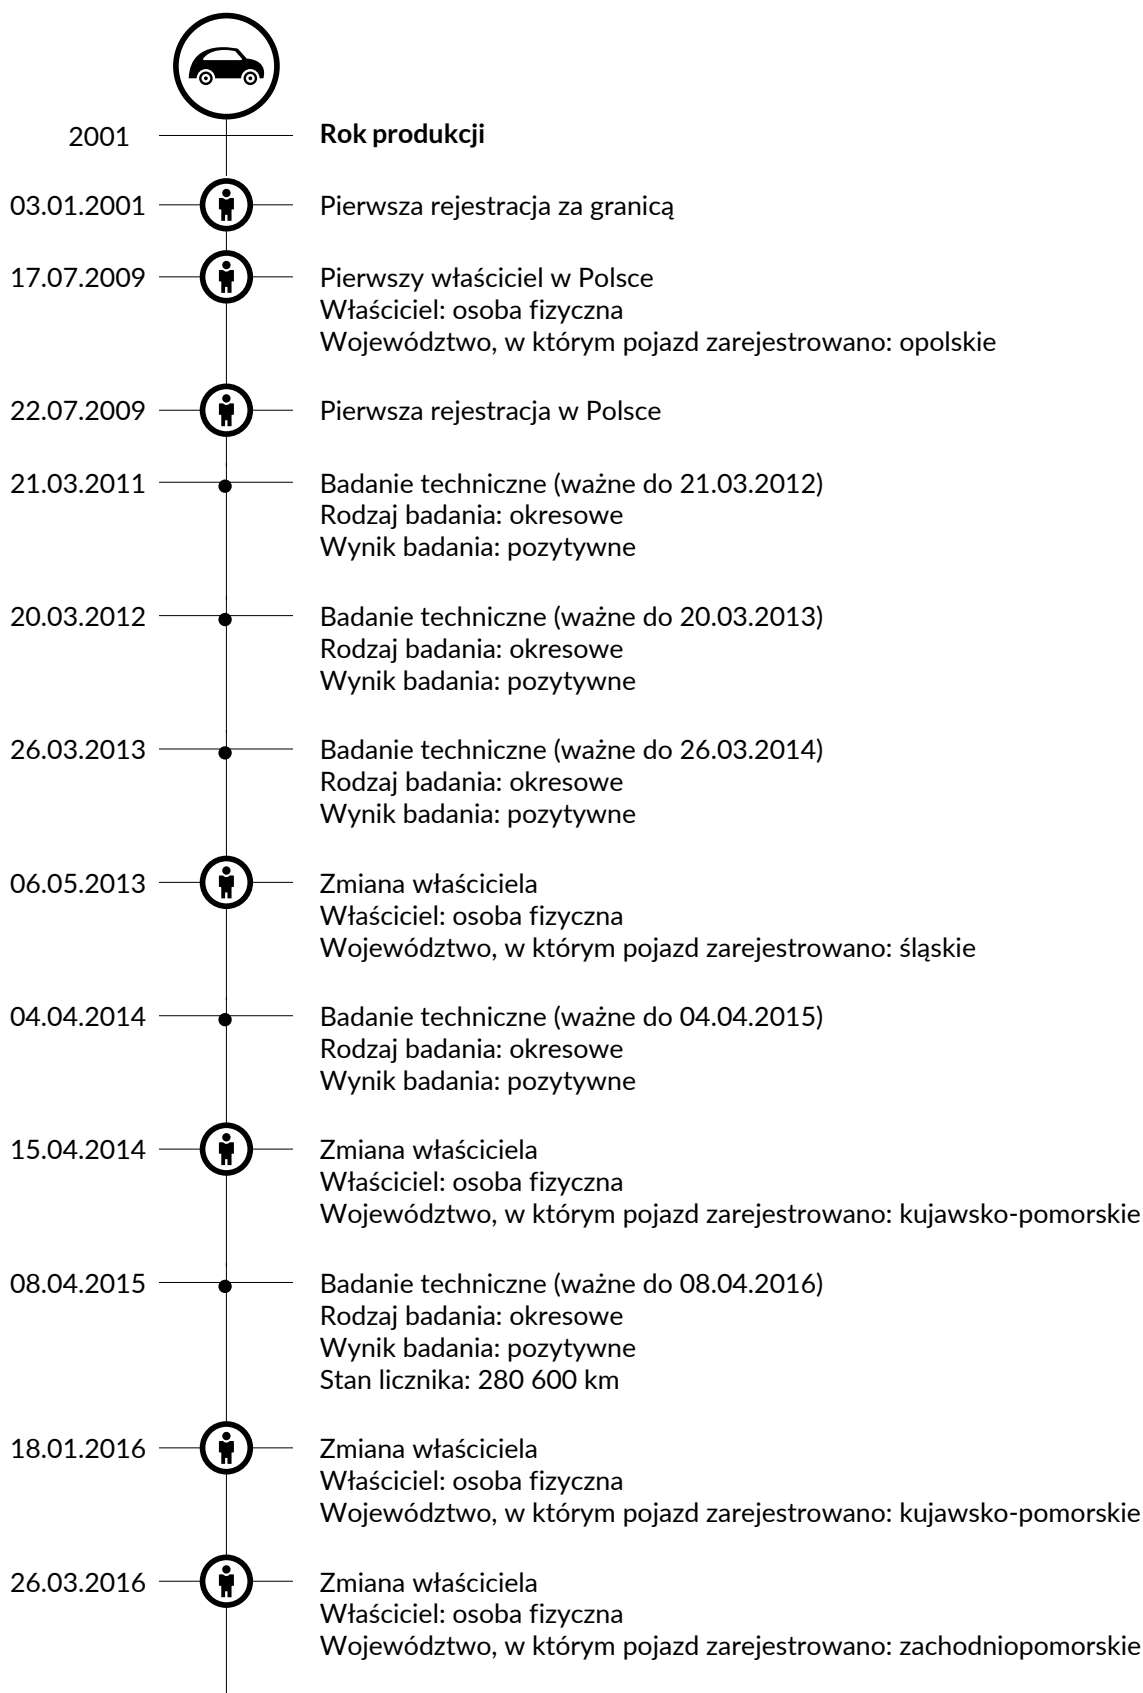 2001 Rok produkcji
03.01.2001 Pierwsza rejestracja za granicą
17.07.2009 Pierwszy właściciel w Polsce
Właściciel: osoba fizyczna
Województwo, w którym pojazd zarejestrowano: opolskie
22.07.2009 Pierwsza rejestracja w Polsce
21.03.2011 Badanie techniczne (ważne do 21.03.2012)
Rodzaj badania: okresowe
Wynik badania: pozytywne
20.03.2012 Badanie techniczne (ważne do 20.03.2013)
Rodzaj badania: okresowe
Wynik badania: pozytywne
26.03.2013 Badanie techniczne (ważne do 26.03.2014)
Rodzaj badania: okresowe
Wynik badania: pozytywne
06.05.2013 Zmiana właściciela
Właściciel: osoba fizyczna
Województwo, w którym pojazd zarejestrowano: śląskie
04.04.2014 Badanie techniczne (ważne do 04.04.2015)
Rodzaj badania: okresowe
Wynik badania: pozytywne
15.04.2014 Zmiana właściciela
Właściciel: osoba fizyczna
Województwo, w którym pojazd zarejestrowano: kujawsko-pomorskie
08.04.2015 Badanie techniczne (ważne do 08.04.2016)
Rodzaj badania: okresowe
Wynik badania: pozytywne
Stan licznika: 280 600 km
18.01.2016 Zmiana właściciela
Właściciel: osoba fizyczna
Województwo, w którym pojazd zarejestrowano: kujawsko-pomorskie
26.03.2016 Zmiana właściciela
Właściciel: osoba fizyczna
Województwo, w którym pojazd zarejestrowano: zachodniopomorskie